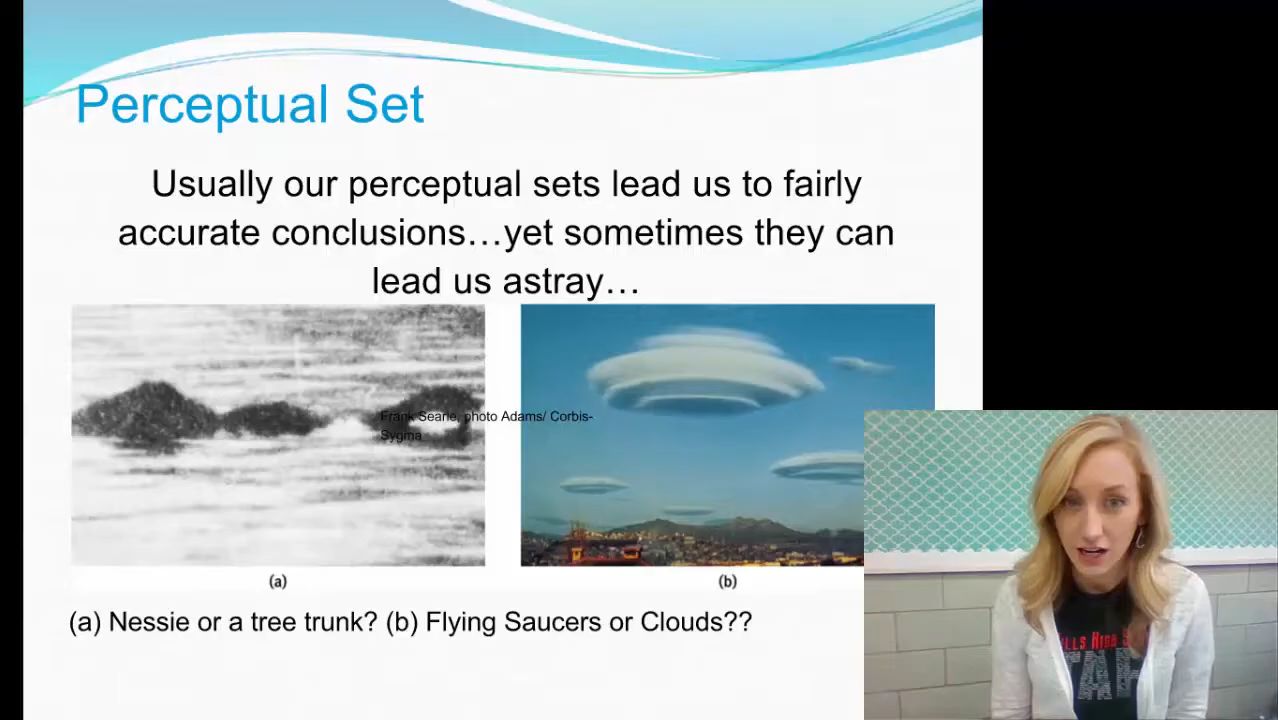 Perceptual Set
Usually our perceptual sets lead us to fairly
accurate conclusions…yet sometimes they can
lead us astray…
Frank Searle, photo Adams/ Corbis-
Sygma
(a)
(b)
(a) Nessie or a tree trunk? (b) Flying Saucers or Clouds??